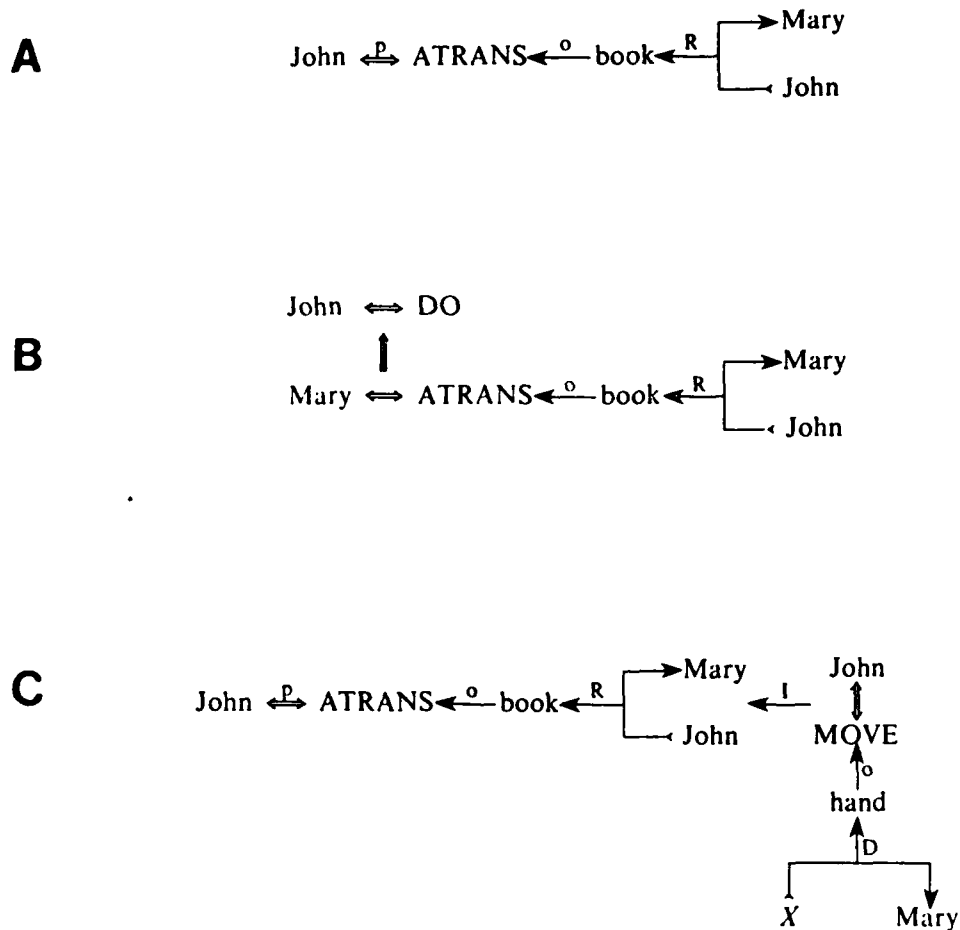 A
John p ATRANS o book R Mary
John
B
John DO
Mary ATRANS o book R Mary
John
C
John p ATRANS o book R Mary I John
John MOVE
o
hand
D
X Mary